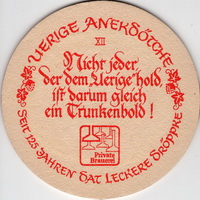 UERIGE ANEKDÖTCHE
XII
Nicht jeder,
der dem Uerige hold
ist darum gleich
ein Trunkenbold!
Private
Brauerei
SEIT 125 JAHREN DAT LECKERE DRÖPPKE